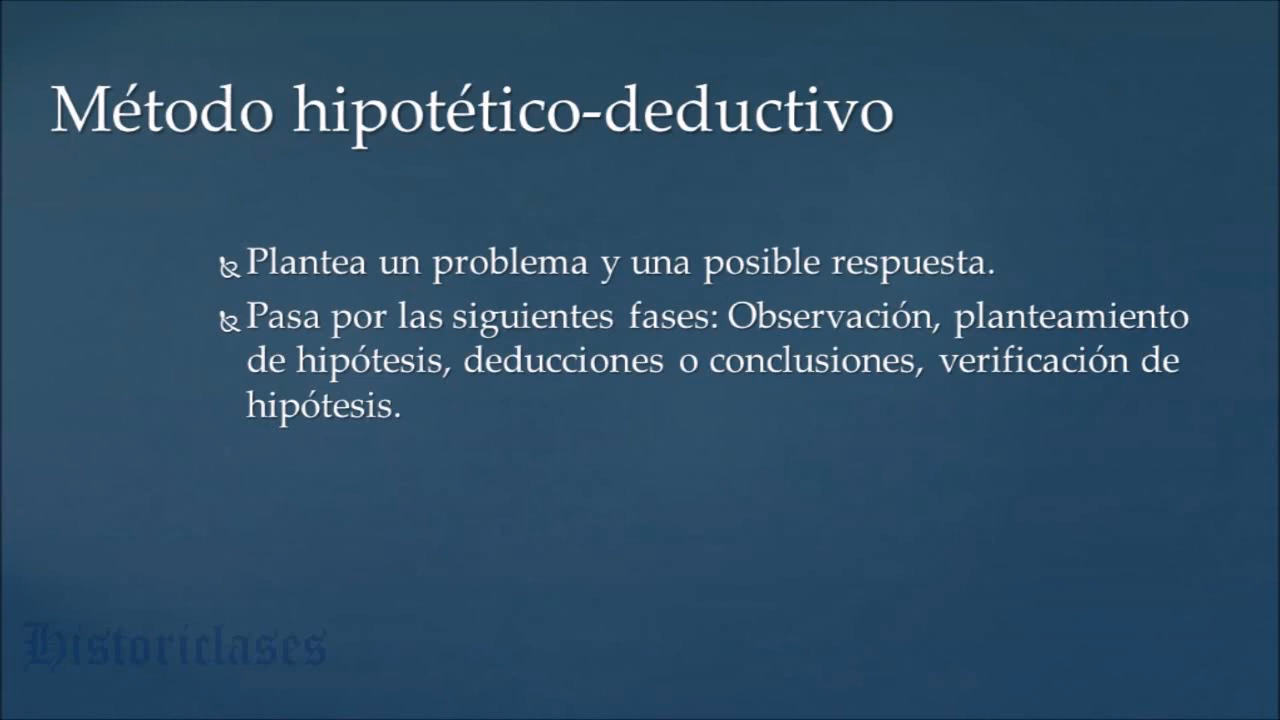 Método hipotético-deductivo
Plantea un problema y una posible respuesta.
Pasa por las siguientes fases: Observación, planteamiento
de hipótesis, deducciones o conclusiones, verificación de
hipótesis.
Historiclases